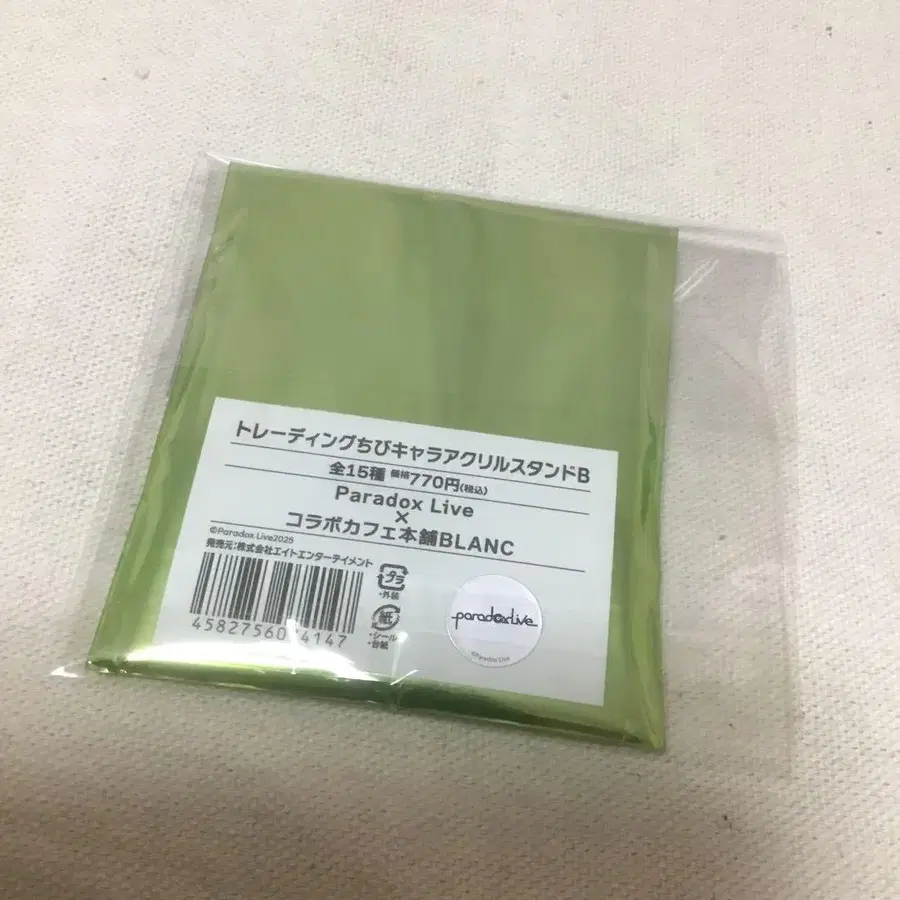 トレーディングちびキャラアクリルスタンドB
全15種 価格770円(税込)
Paradox Live
×
コラボカフェ本舗BLANC
©Paradox Live2025
発売元:株式会社エイトエンターテイメント
プラ
・外装
紙
・シール
・台紙
paradoxlive
©Paradox Live